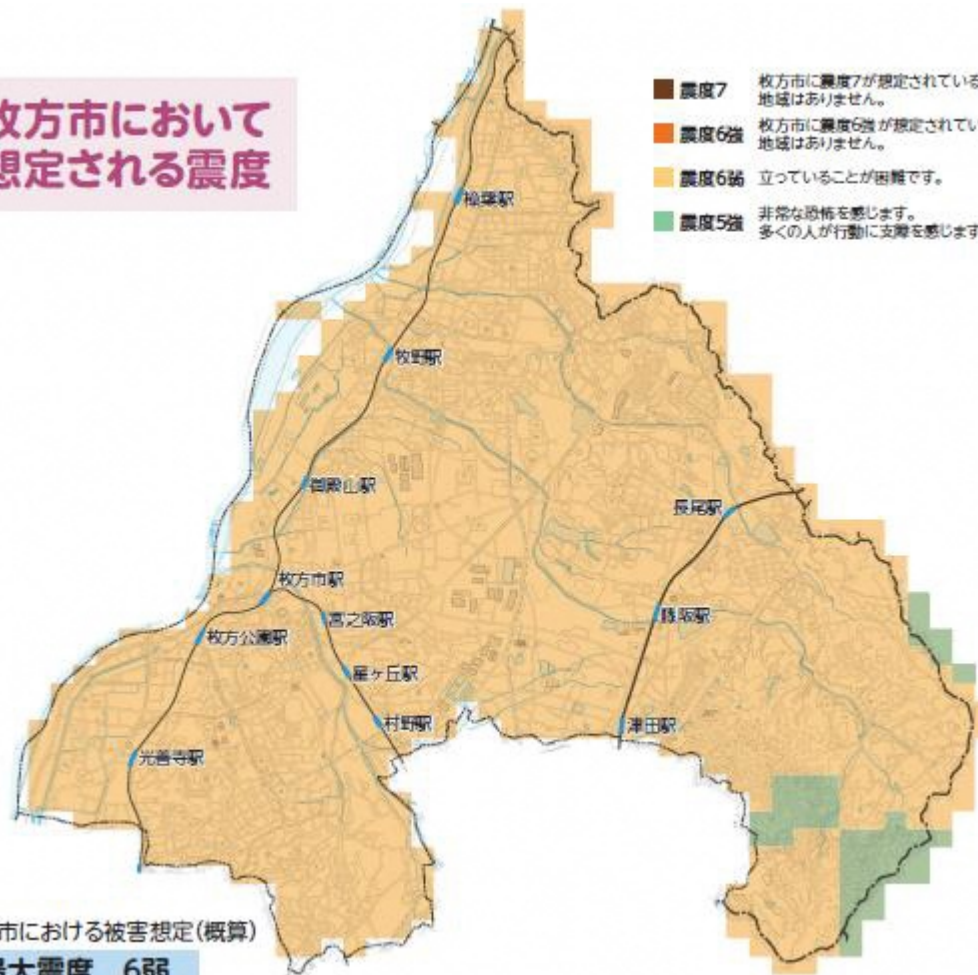 枚方市において
想定される震度
震度7 枚方市に震度7が想定されている
地域はありません。
震度6強 枚方市に震度6強が想定されてい
地域はありません。
震度6弱 立っていることが困難です。
震度5強 非常な恐怖を感じます。
多くの人が行動に支障を感じます
樟葉駅
牧野駅
御殿山駅
長尾駅
枚方市駅
宮之阪駅
藤阪駅
枚方公園駅
星ヶ丘駅
村野駅
津田駅
光善寺駅
市における被害想定(概算)
最大震度 6弱